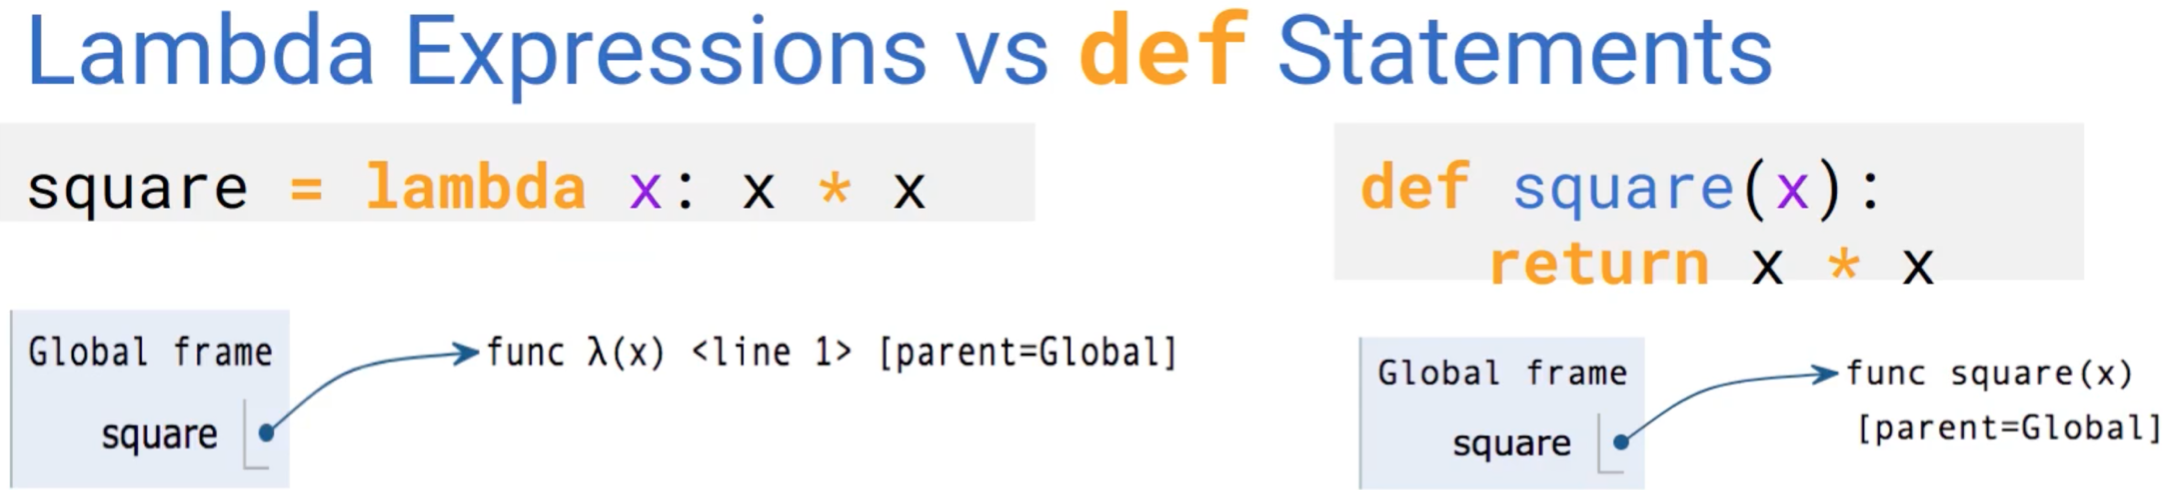 Lambda Expressions vs def Statements
square = lambda x: x * x
Global frame
square
func λ(x) <line 1> [parent=Global]
def square(x):
    return x * x
Global frame
square
func square(x)
[parent=Global]